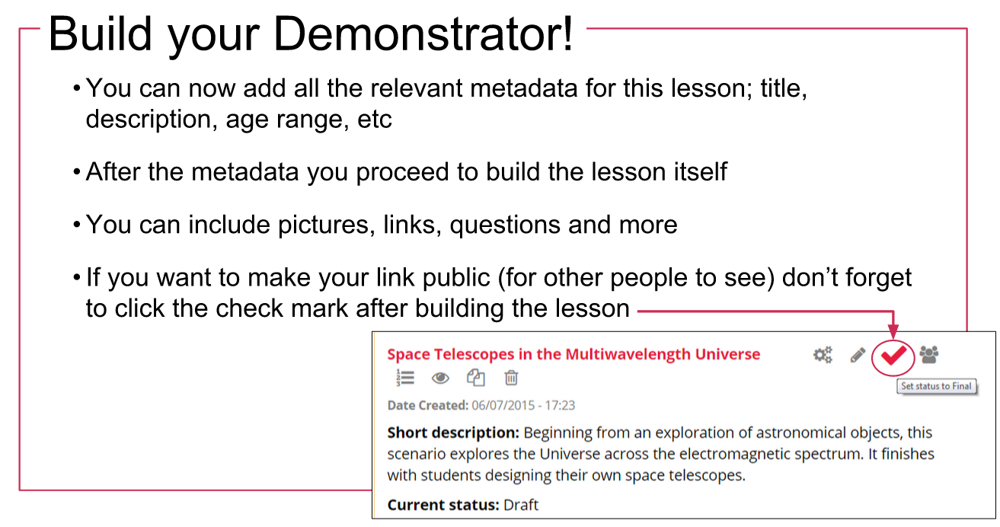 Build your Demonstrator!
• You can now add all the relevant metadata for this lesson; title,
description, age range, etc
• After the metadata you proceed to build the lesson itself
• You can include pictures, links, questions and more
• If you want to make your link public (for other people to see) don’t forget
to click the check mark after building the lesson
Space Telescopes in the Multiwavelength Universe
Set status to Final
Date Created: 06/07/2015 - 17:23
Short description: Beginning from an exploration of astronomical objects, this
scenario explores the Universe across the electromagnetic spectrum. It finishes
with students designing their own space telescopes.
Current status: Draft